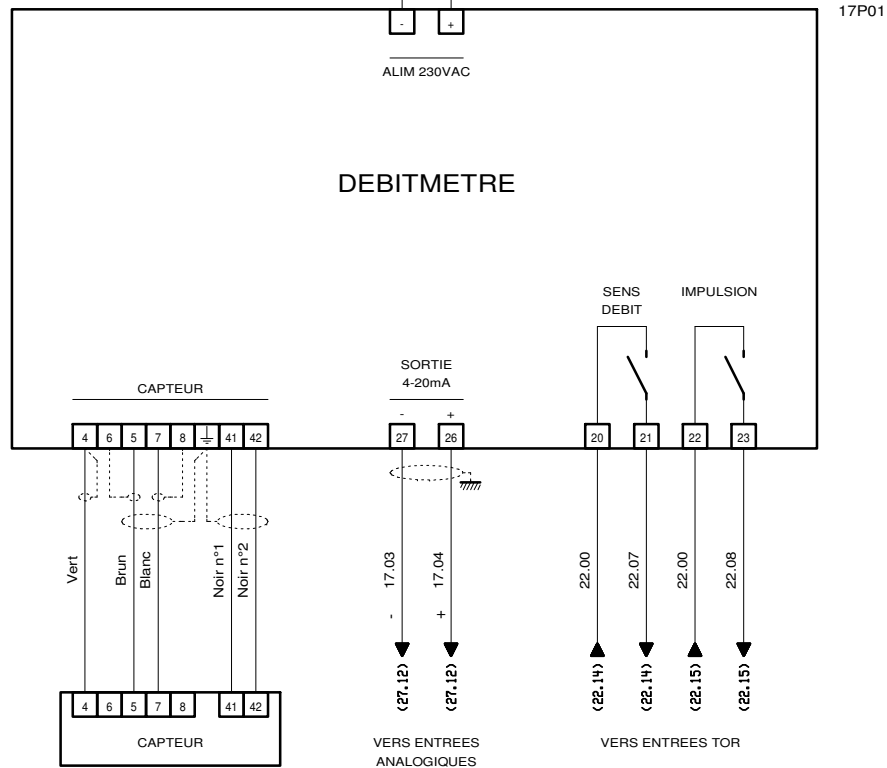 17P01
- +
ALIM 230VAC
DEBITMETRE
SENS
DEBIT
IMPULSION
SORTIE
4-20mA
CAPTEUR
- +
4 6 5 7 8 41 42
27 26
20 21 22 23
Vert
Brun
Blanc
Noir n°1
Noir n°2
17.03
17.04
22.00
22.07
22.00
22.08
- +
(27.12)
(27.12)
(22.14)
(22.14)
(22.15)
(22.15)
4 6 5 7 8 41 42
CAPTEUR
VERS ENTREES
ANALOGIQUES
VERS ENTREES TOR